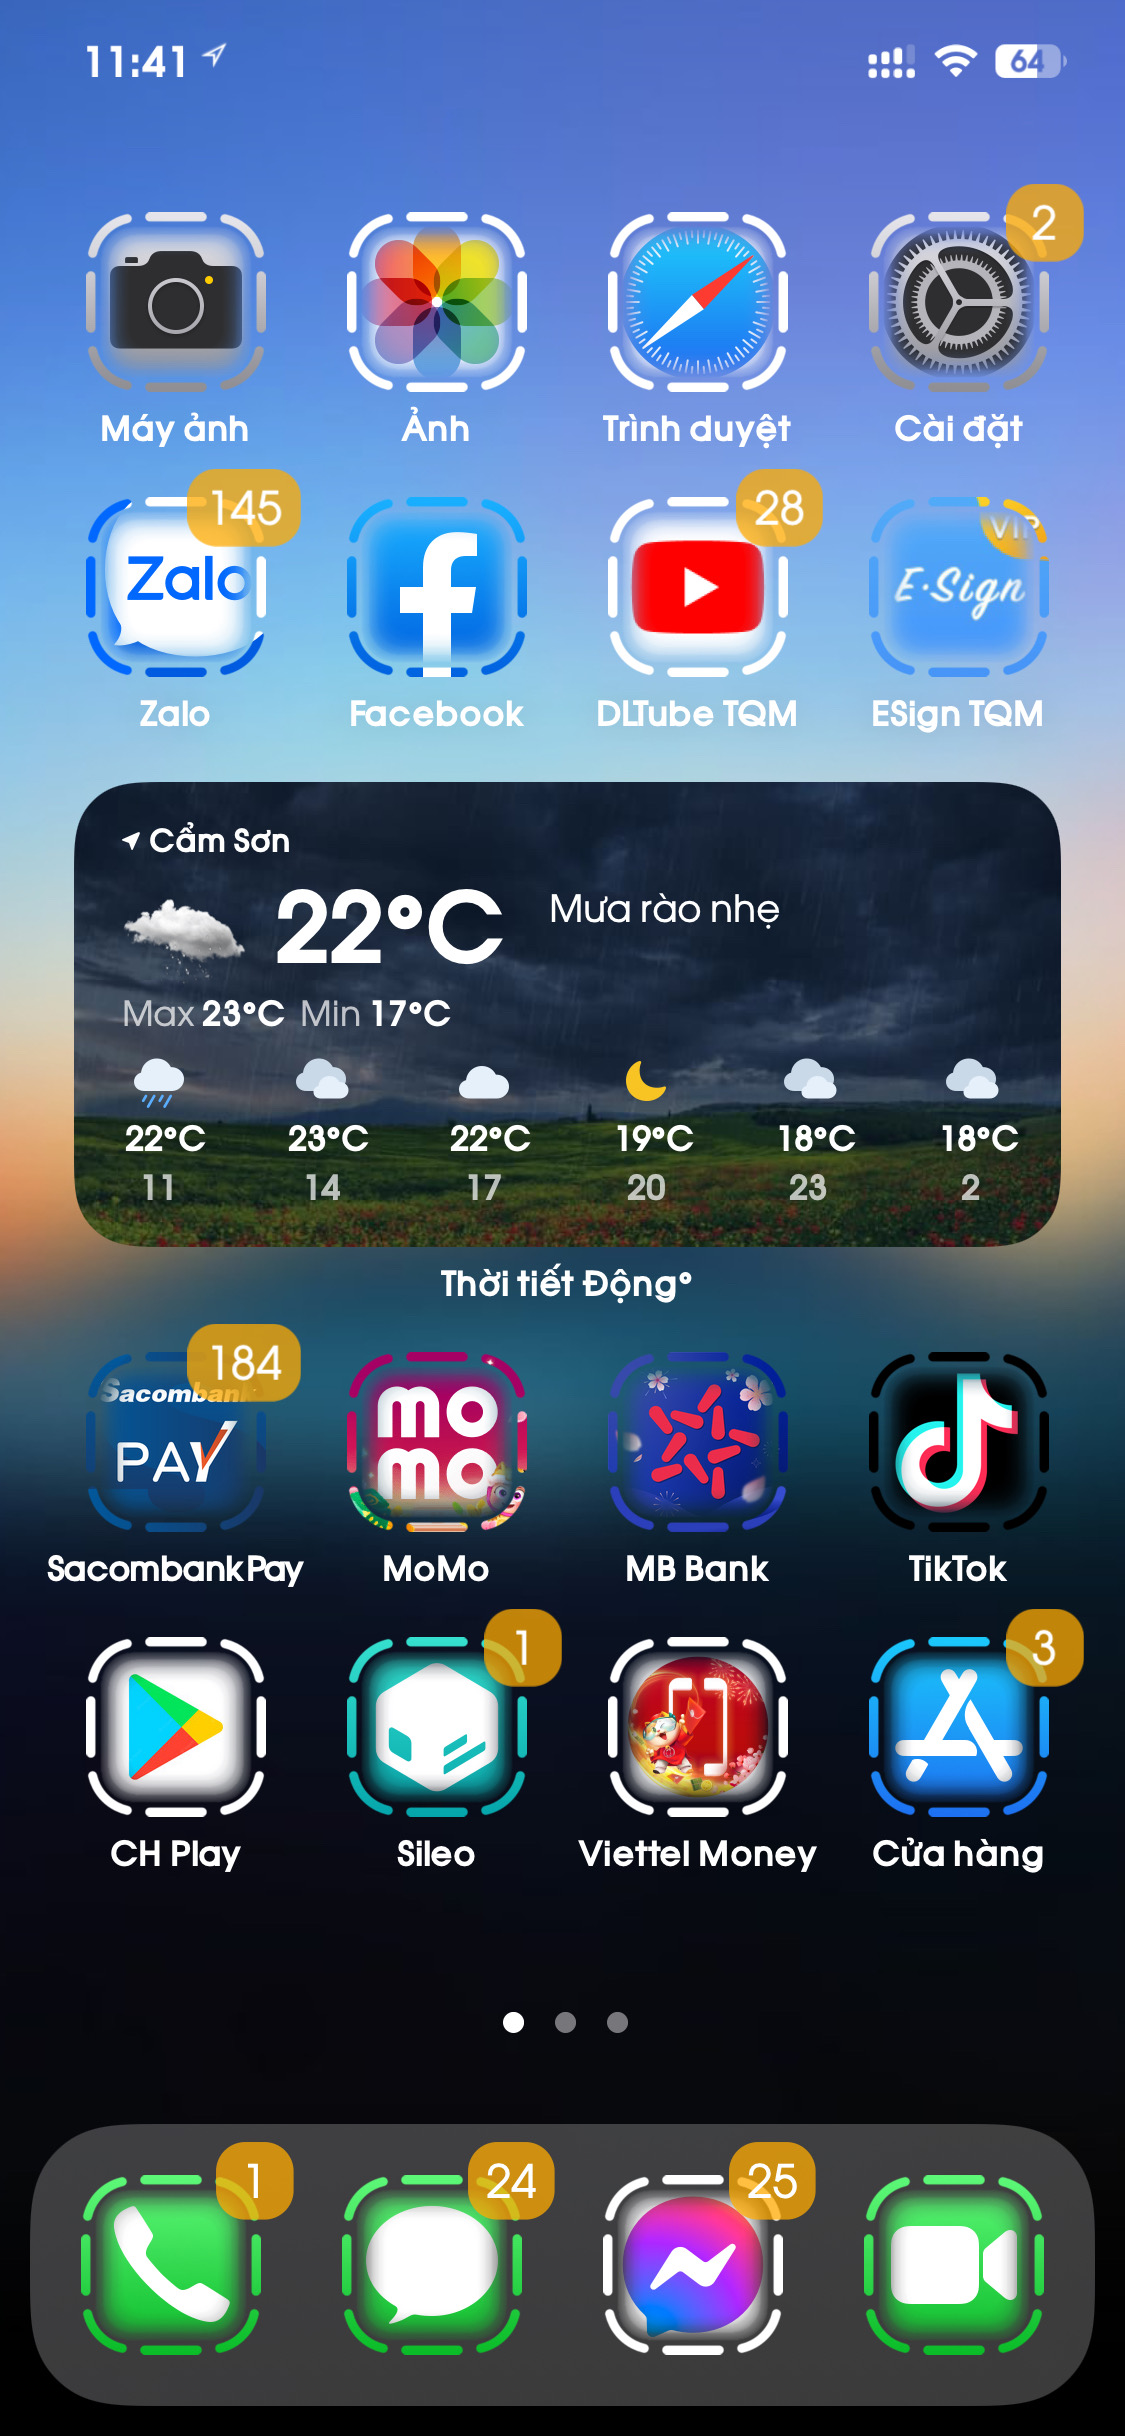 11:41
64
2
Máy ảnh
Ảnh
Trình duyệt
Cài đặt
145
28
VIP
Zalo
E·Sign
Zalo
Facebook
DLTube TQM
ESign TQM
Cẩm Sơn
22°C
Mưa rào nhẹ
Max 23°C Min 17°C
22°C 23°C 22°C 19°C 18°C 18°C
11 14 17 20 23 2
Thời tiết Động°
184
Sacombank
PAY
mo
mo
SacombankPay
MoMo
MB Bank
TikTok
1
3
CH Play
Sileo
Viettel Money
Cửa hàng
1
24
25